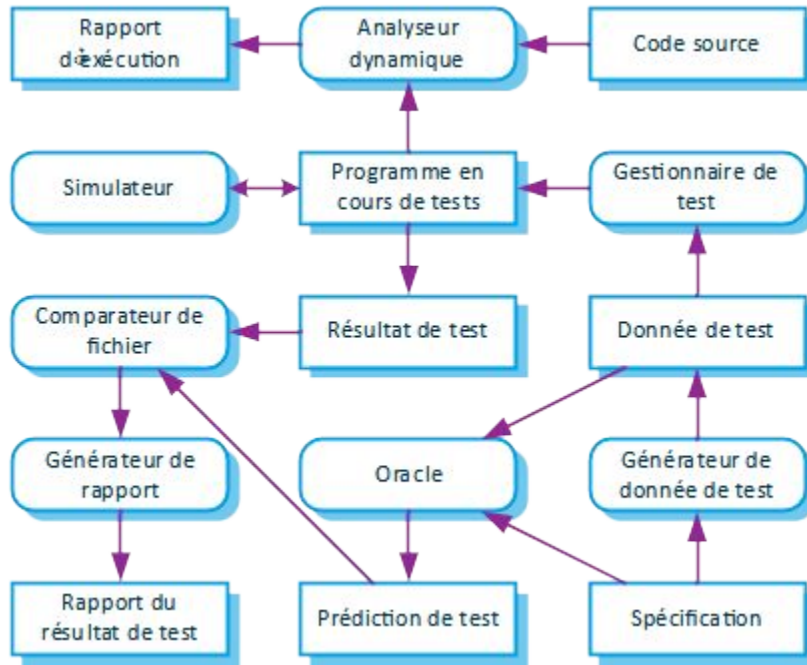 Rapport
d'exécution
Analyseur
dynamique
Code source
Simulateur
Programme en
cours de tests
Gestionnaire de
test
Comparateur de
fichier
Résultat de test
Donnée de test
Générateur de
rapport
Oracle
Générateur de
donnée de test
Rapport du
résultat de test
Prédiction de test
Spécification